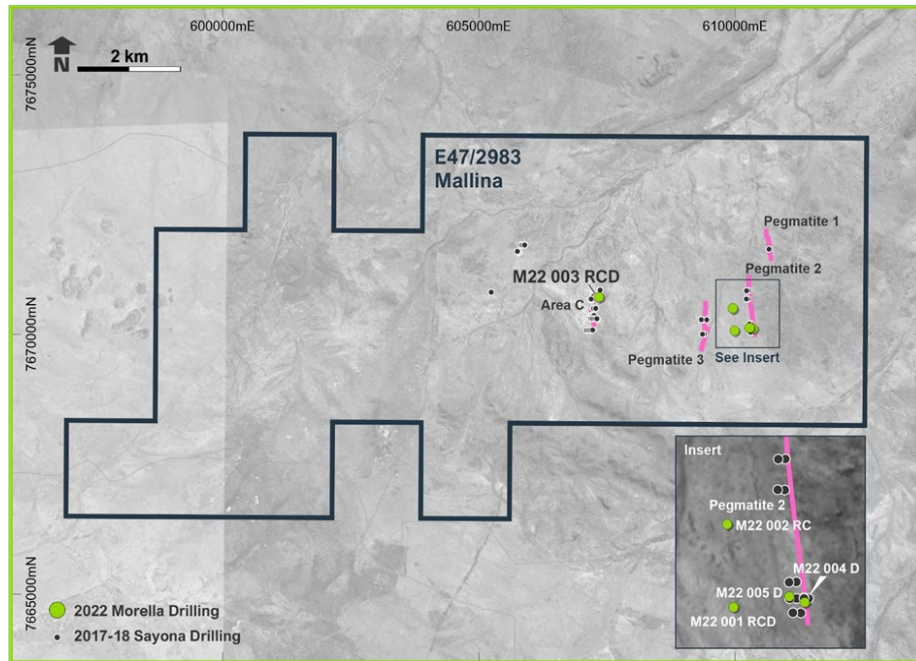 600000mE
605000mE
610000mE
7675000mN
7670000mN
7665000mN
N
2 km
E47/2983
Mallina
Pegmatite 1
Pegmatite 2
M22 003 RCD
Area C
Pegmatite 3
See Insert
Insert
Pegmatite 2
M22 002 RC
M22 004 D
M22 005 D
M22 001 RCD
2022 Morella Drilling
2017-18 Sayona Drilling